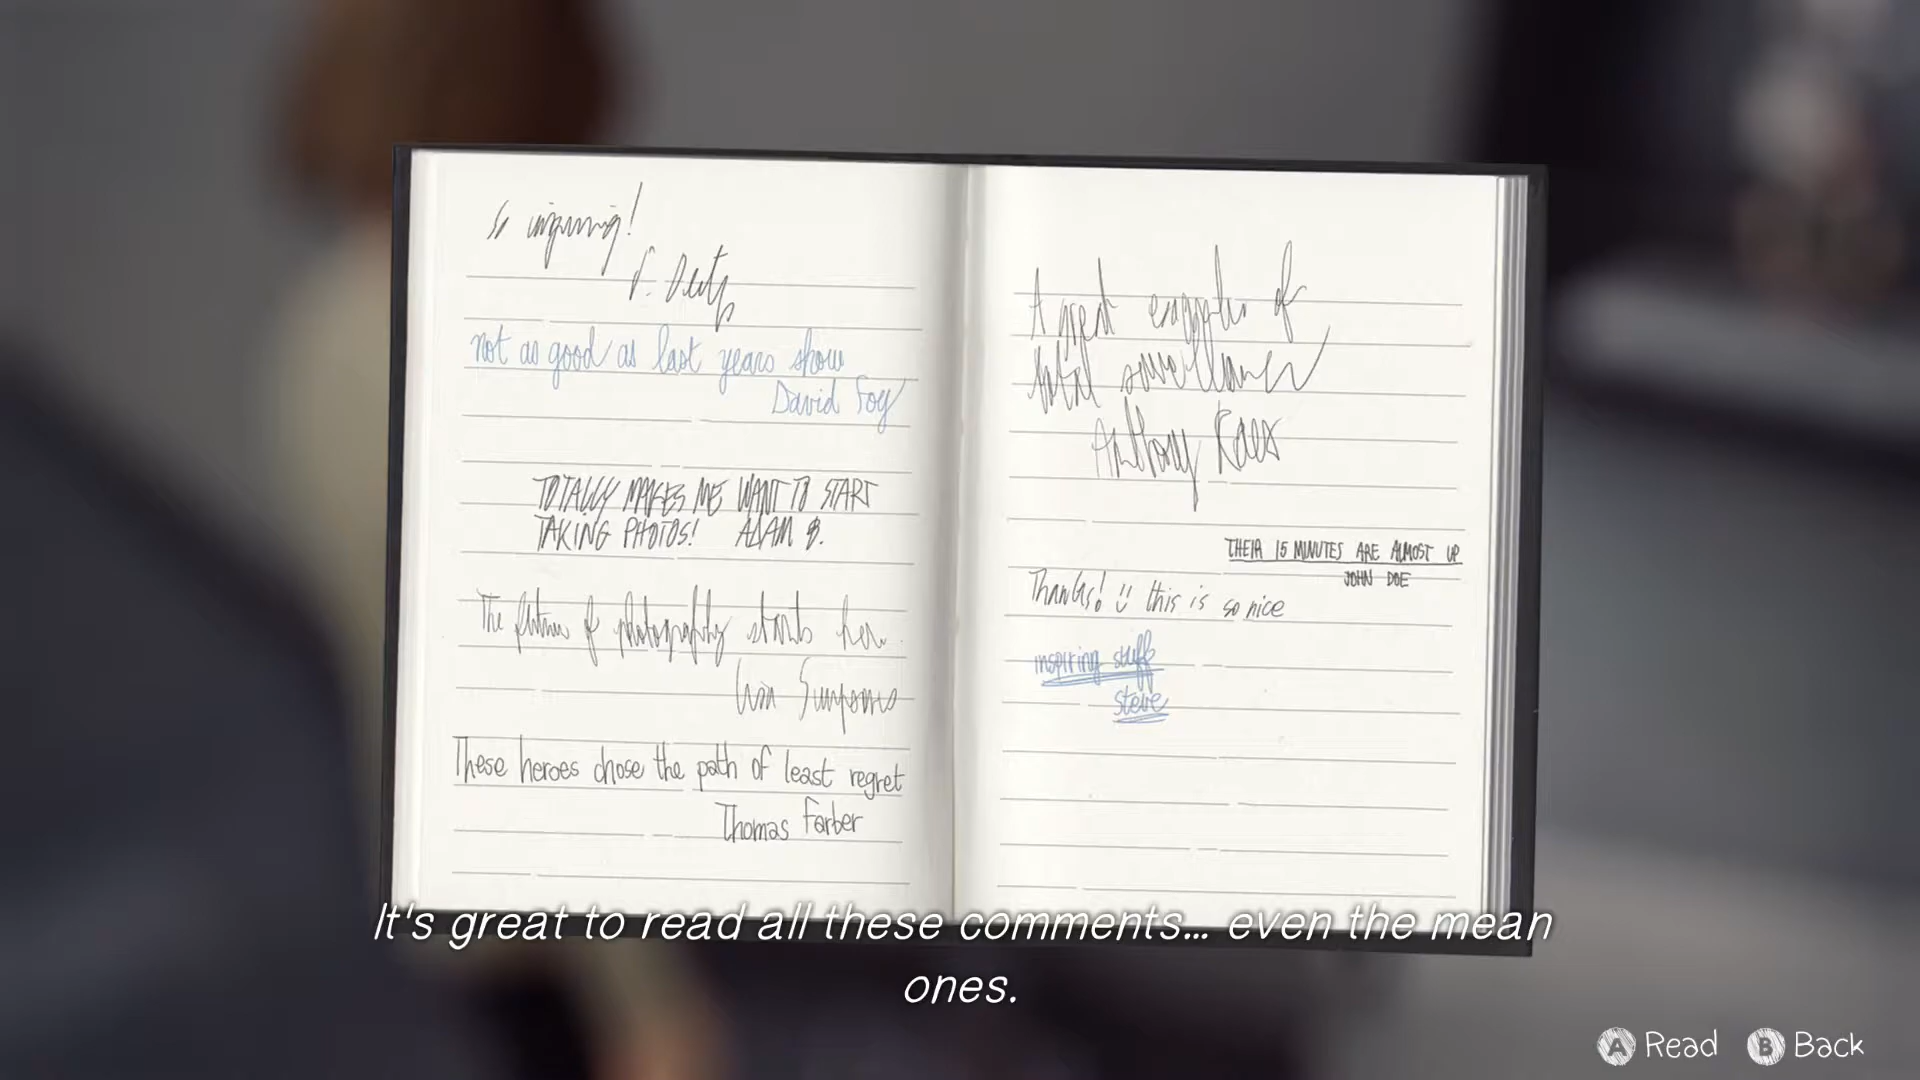 So inspiring!
not as good as last years show
David Foy
TOTALLY MAKES ME WANT TO START
TAKING PHOTOS! ADAM B.
The future of photography starts here.
These heroes chose the path of least regret
Thomas Farber
A great example of
total surveillance
Anthony
THEIR 15 MINUTES ARE ALMOST UP
JOHN DOE
Thanks! this is so nice
inspiring stuff
steve
It's great to read all these comments... even the mean
ones.
A Read B Back